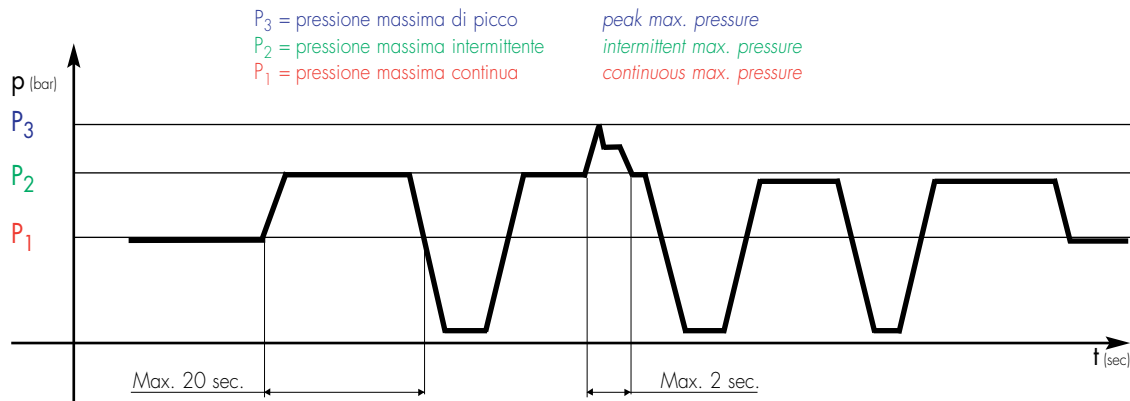 P3 = pressione massima di picco peak max. pressure
P2 = pressione massima intermittente intermittent max. pressure
P1 = pressione massima continua continuous max. pressure
p (bar)
P3
P2
P1
t (sec)
Max. 20 sec. Max. 2 sec.